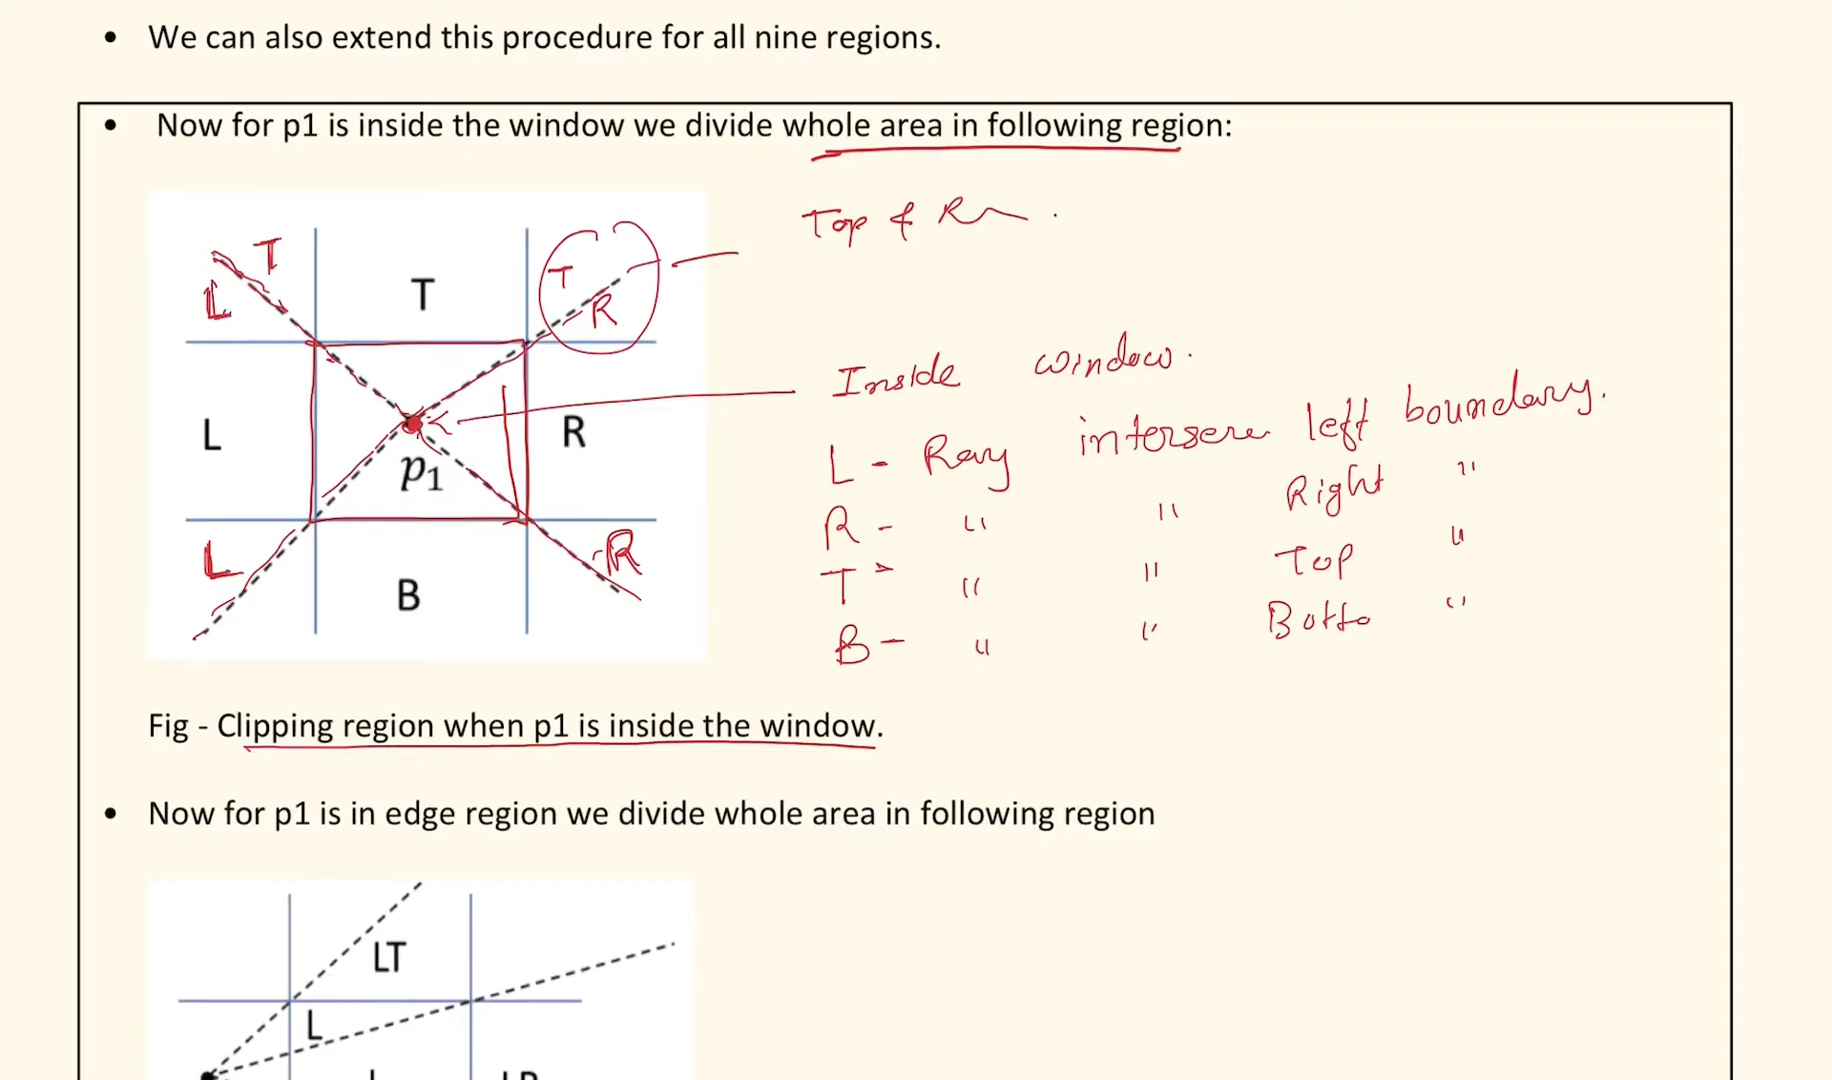 • We can also extend this procedure for all nine regions.
• Now for p1 is inside the window we divide whole area in following region:
Top & R
T
T
T
L
R
Inside window.
L
R
p1
L - Ray intersere left boundary.
R - " " Right "
T - " " Top "
B - " " Botto "
L
B
R
Fig - Clipping region when p1 is inside the window.
• Now for p1 is in edge region we divide whole area in following region
LT
L